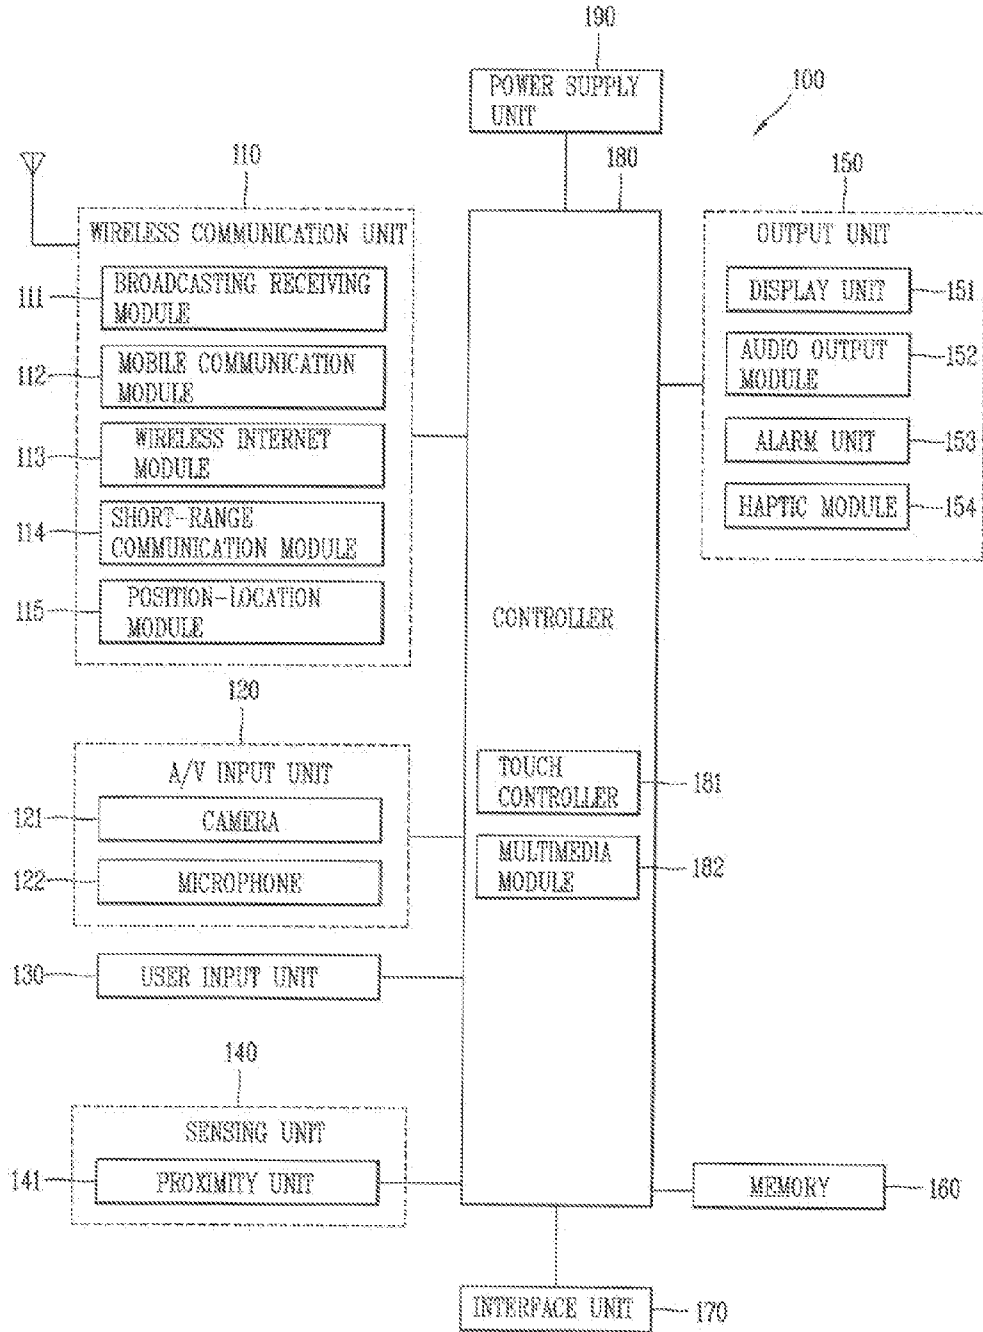 190
POWER SUPPLY
UNIT
100
110
180
150
WIRELESS COMMUNICATION UNIT
111
BROADCASTING RECEIVING
MODULE
112
MOBILE COMMUNICATION
MODULE
113
WIRELESS INTERNET
MODULE
114
SHORT-RANGE
COMMUNICATION MODULE
115
POSITION-LOCATION
MODULE
OUTPUT UNIT
DISPLAY UNIT
151
AUDIO OUTPUT
MODULE
152
ALARM UNIT
153
HAPTIC MODULE
154
CONTROLLER
TOUCH
CONTROLLER
181
MULTIMEDIA
MODULE
182
120
A/V INPUT UNIT
121
CAMERA
122
MICROPHONE
130
USER INPUT UNIT
140
SENSING UNIT
141
PROXIMITY UNIT
MEMORY
160
INTERFACE UNIT
170